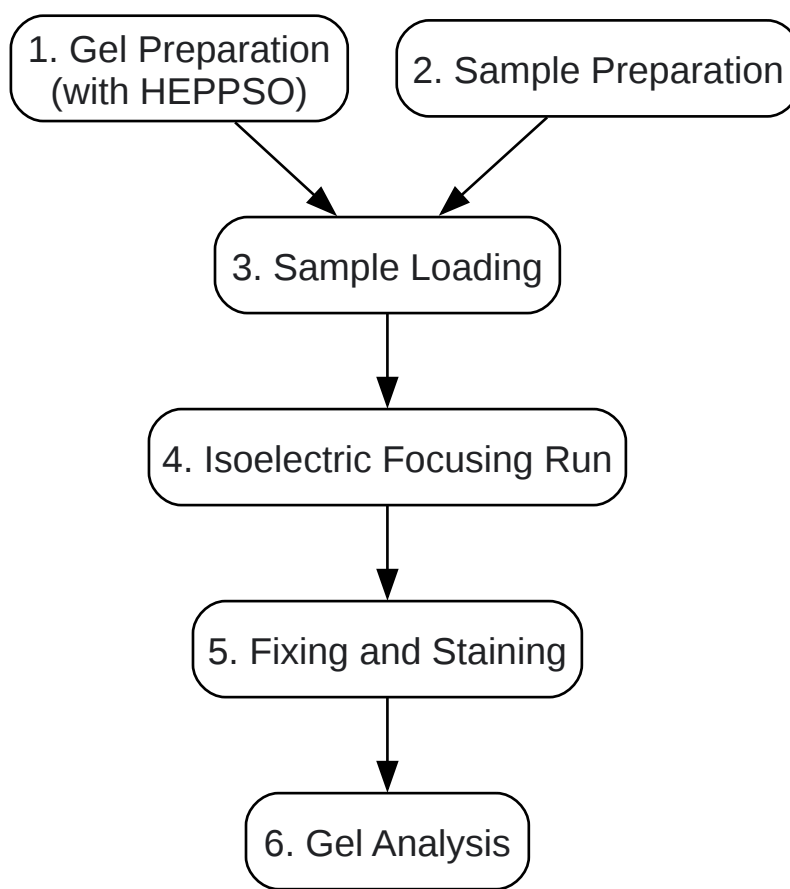 1. Gel Preparation
(with HEPPSO)
2. Sample Preparation
3. Sample Loading
4. Isoelectric Focusing Run
5. Fixing and Staining
6. Gel Analysis